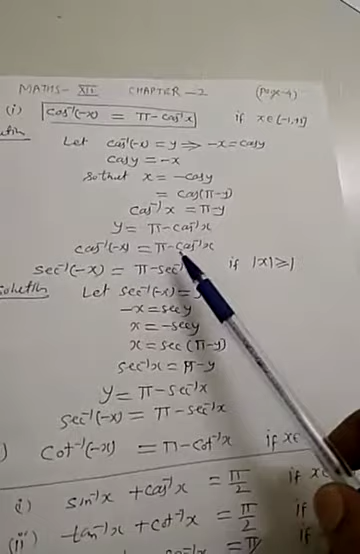 MATHS- XII CHAPTER-2 (Page-4)
(i) cos⁻¹(-x) = π - cos⁻¹x if x∈[-1,1]
Let cos⁻¹(-x) = y ⇒ -x = cosy
cosy = -x
so that x = -cosy
= cos(π-y)
cos⁻¹x = π-y
y = π - cos⁻¹x
cos⁻¹(-x) = π - cos⁻¹x
sec⁻¹(-x) = π - sec⁻¹ if |x| ≥ 1
Let sec⁻¹(-x) = y
-x = secy
x = -secy
x = sec(π-y)
sec⁻¹x = π-y
y = π - sec⁻¹x
sec⁻¹(-x) = π - sec⁻¹x
) cot⁻¹(-x) = π - cot⁻¹x if x∈
i) sin⁻¹x + cos⁻¹x = π/2 if x∈
(ii) tan⁻¹x + cot⁻¹x = π/2 if
= π/ if